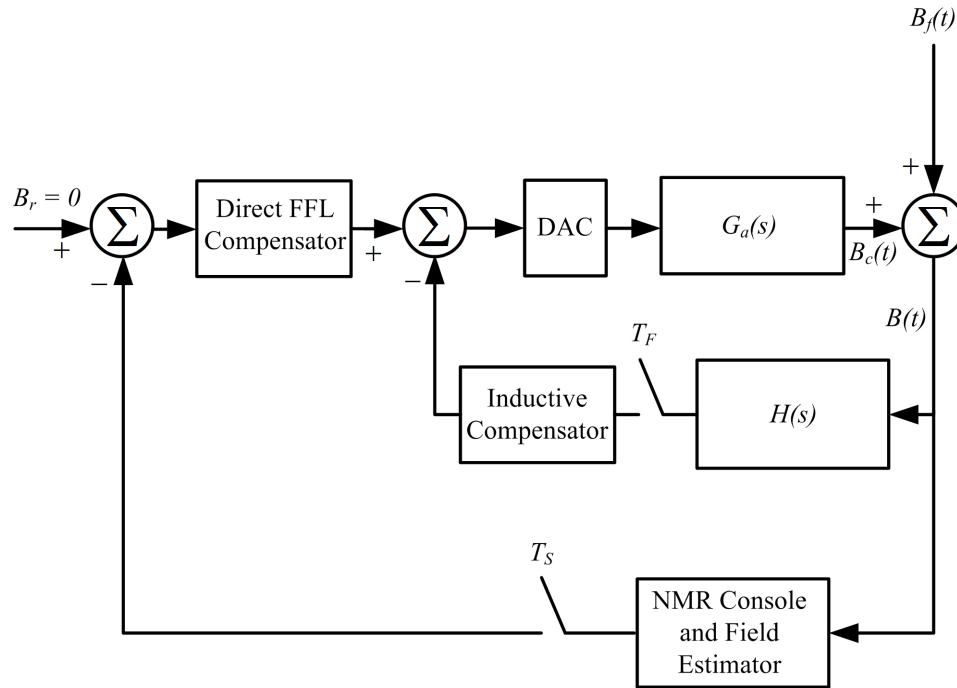 B_f(t)
B_r = 0
+
−
Σ
Direct FFL
Compensator
+
−
Σ
DAC
G_a(s)
+
B_c(t)
+
Σ
B(t)
T_F
Inductive
Compensator
H(s)
T_S
NMR Console
and Field
Estimator